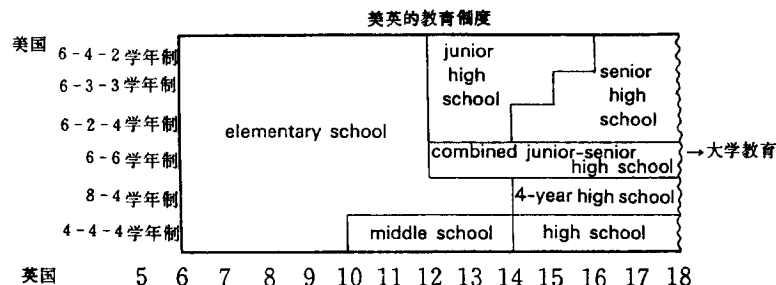 美英的教育制度
美国
6-4-2学年制
6-3-3学年制
6-2-4学年制
6-6学年制
8-4学年制
4-4-4学年制
elementary school
junior
high
school
senior
high
school
combined junior-senior
high school
→大学教育
4-year high school
middle school
high school
英国 5 6 7 8 9 10 11 12 13 14 15 16 17 18